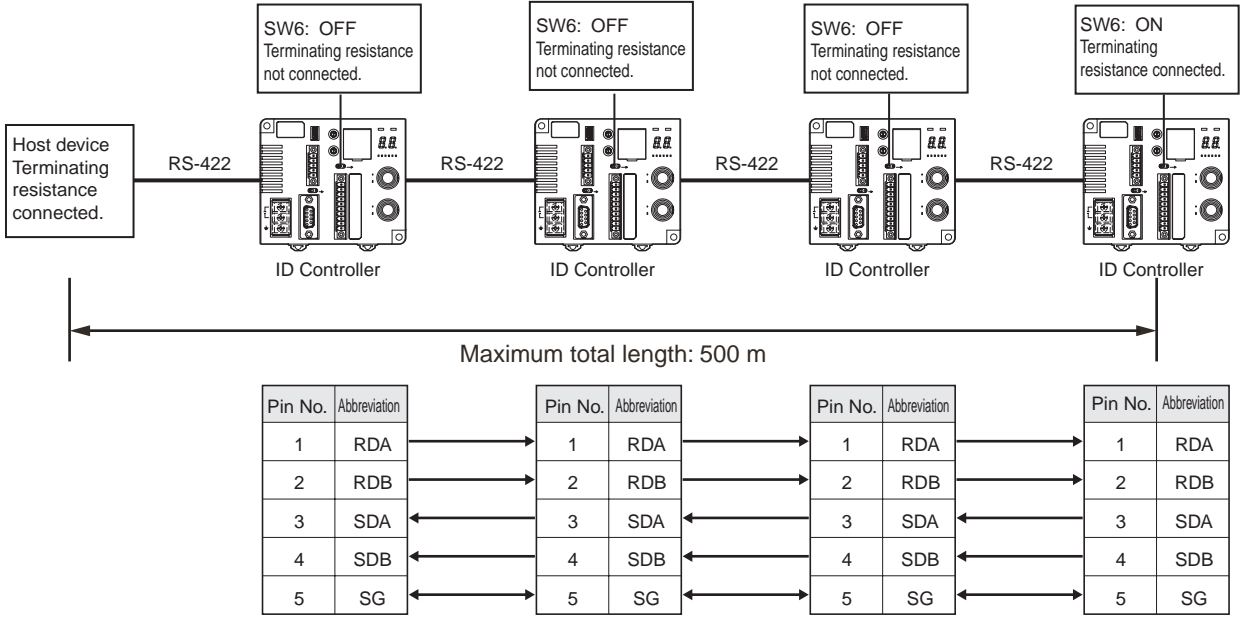 SW6: OFF
Terminating resistance
not connected.
SW6: OFF
Terminating resistance
not connected.
SW6: OFF
Terminating resistance
not connected.
SW6: ON
Terminating
resistance connected.
Host device
Terminating
resistance
connected.
RS-422
RS-422
RS-422
RS-422
ID Controller
ID Controller
ID Controller
ID Controller
Maximum total length: 500 m
Pin No. Abbreviation Pin No. Abbreviation Pin No. Abbreviation Pin No. Abbreviation
1 RDA 1 RDA 1 RDA 1 RDA
2 RDB 2 RDB 2 RDB 2 RDB
3 SDA 3 SDA 3 SDA 3 SDA
4 SDB 4 SDB 4 SDB 4 SDB
5 SG 5 SG 5 SG 5 SG